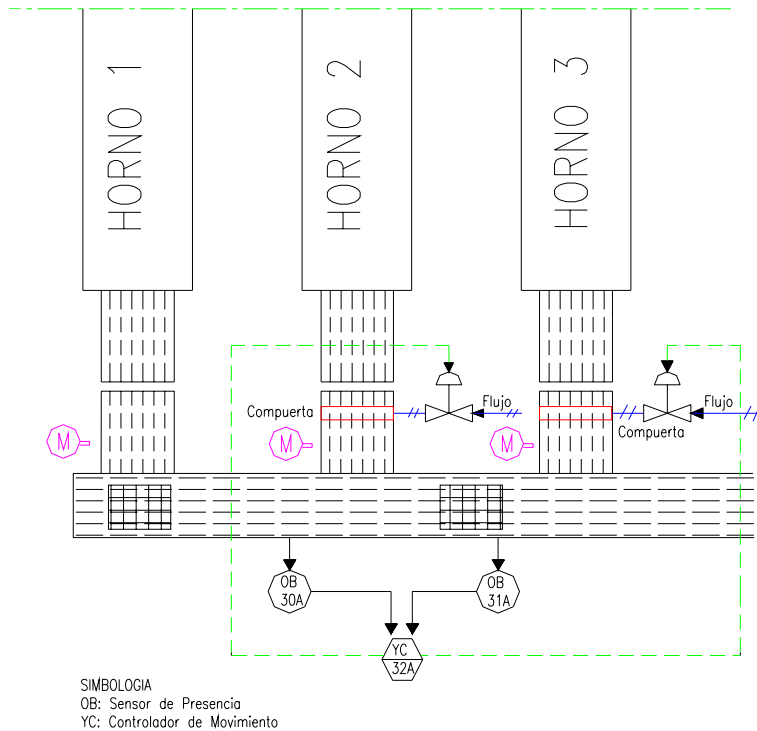 HORNO 1
HORNO 2
HORNO 3
Compuerta
Flujo
Flujo
Compuerta
M
M
M
OB
30A
OB
31A
YC
32A
SIMBOLOGIA
OB: Sensor de Presencia
YC: Controlador de Movimiento